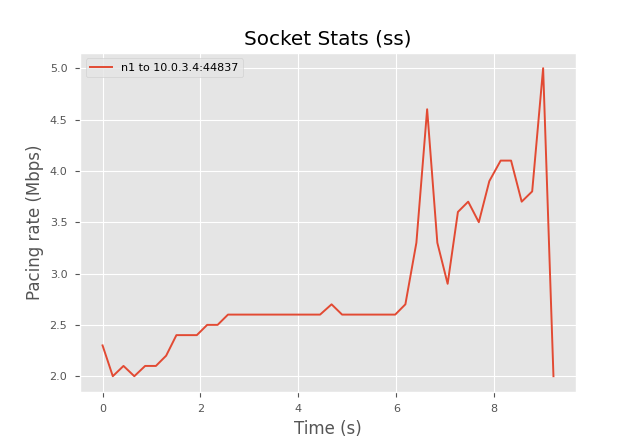 Socket Stats (ss)
n1 to 10.0.3.4:44837
Pacing rate (Mbps)
5.0
4.5
4.0
3.5
3.0
2.5
2.0
0 2 4 6 8
Time (s)